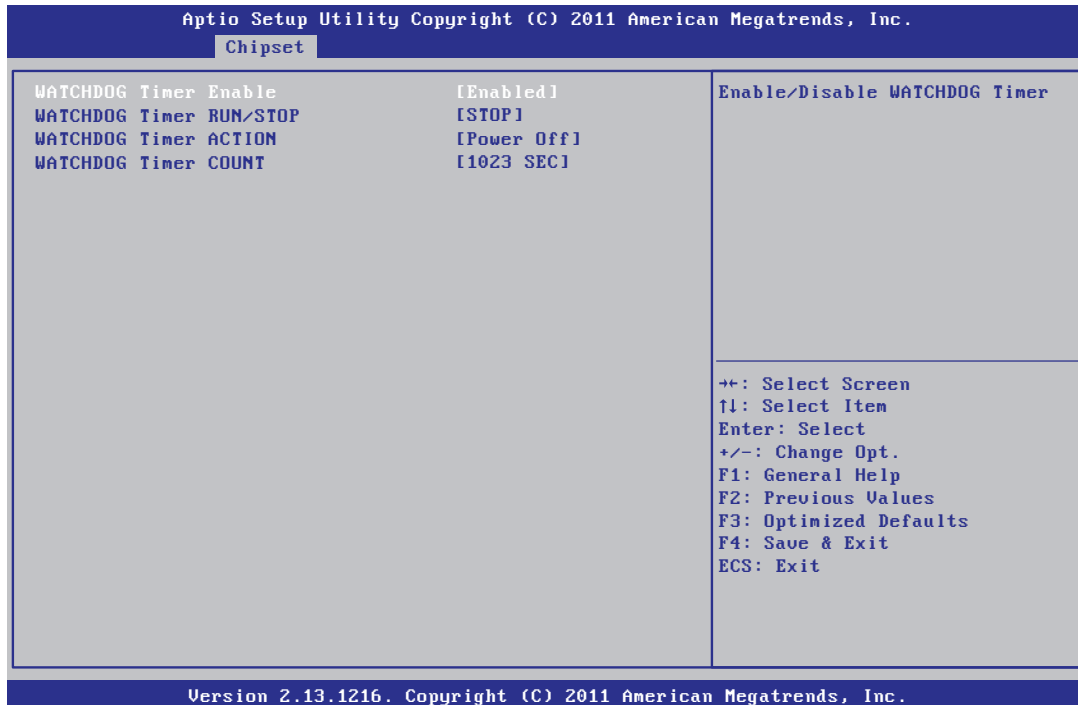 Aptio Setup Utility Copyright (C) 2011 American Megatrends, Inc.
Chipset
WATCHDOG Timer Enable [Enabled]
WATCHDOG Timer RUN/STOP [STOP]
WATCHDOG Timer ACTION [Power Off]
WATCHDOG Timer COUNT [1023 SEC]
Enable/Disable WATCHDOG Timer
→←: Select Screen
↑↓: Select Item
Enter: Select
+/-: Change Opt.
F1: General Help
F2: Previous Values
F3: Optimized Defaults
F4: Save & Exit
ECS: Exit
Version 2.13.1216. Copyright (C) 2011 American Megatrends, Inc.